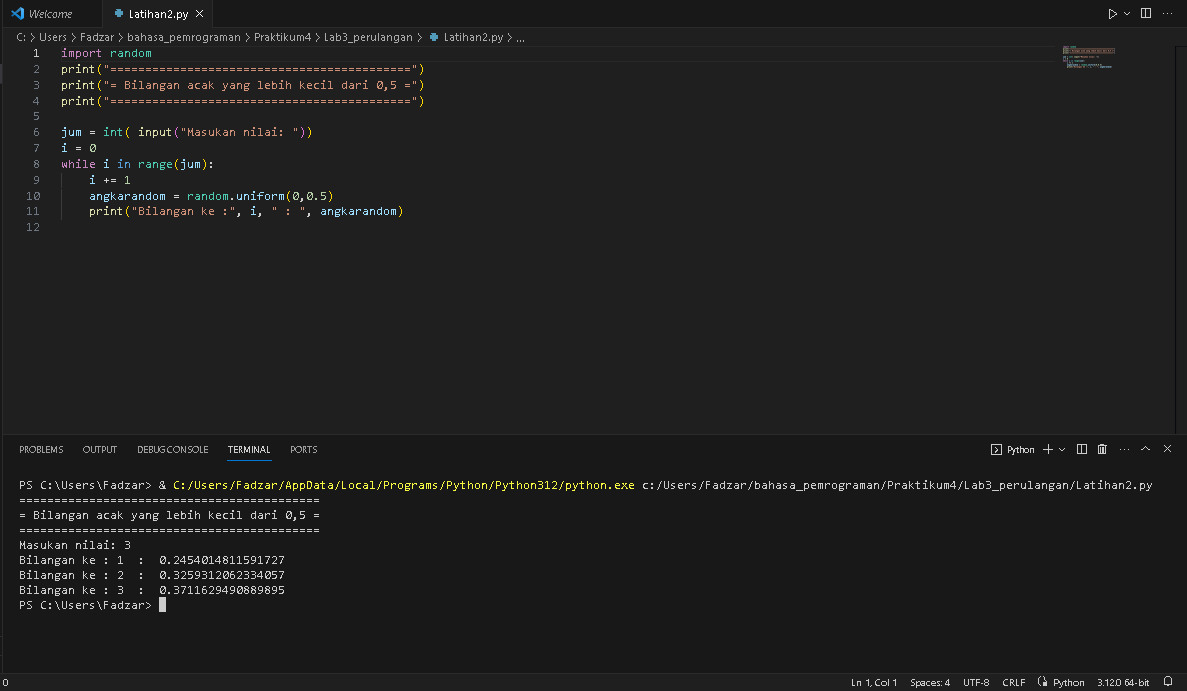 Welcome Latihan2.py
C: > Users > Fadzar > bahasa_pemrograman > Praktikum4 > Lab3_perulangan > Latihan2.py > ...
1 import random
2 print("===========================================")
3 print("= Bilangan acak yang lebih kecil dari 0,5 =")
4 print("===========================================")
5
6 jum = int( input("Masukan nilai: "))
7 i = 0
8 while i in range(jum):
9     i += 1
10     angkarandom = random.uniform(0,0.5)
11     print("Bilangan ke :", i, " : ", angkarandom)
12
PROBLEMS OUTPUT DEBUG CONSOLE TERMINAL PORTS Python
PS C:\Users\Fadzar> & C:/Users/Fadzar/AppData/Local/Programs/Python/Python312/python.exe c:/Users/Fadzar/bahasa_pemrograman/Praktikum4/Lab3_perulangan/Latihan2.py
===========================================
= Bilangan acak yang lebih kecil dari 0,5 =
===========================================
Masukan nilai: 3
Bilangan ke : 1  :  0.2454014811591727
Bilangan ke : 2  :  0.3259312062334057
Bilangan ke : 3  :  0.3711629490889895
PS C:\Users\Fadzar>
0 Ln 1, Col 1 Spaces: 4 UTF-8 CRLF Python 3.12.0 64-bit